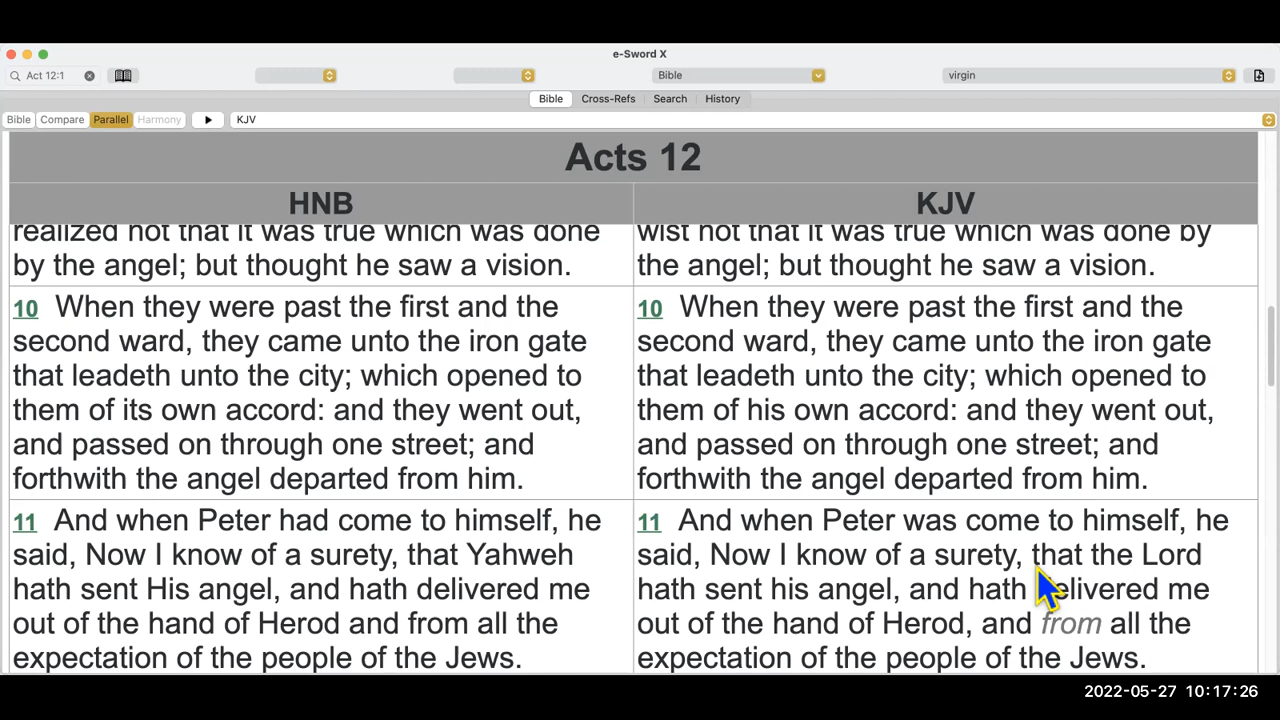 e-Sword X
Act 12:1
Bible
virgin
Bible Cross-Refs Search History
Bible Compare Parallel Harmony KJV
Acts 12
HNB
realized not that it was true which was done
by the angel; but thought he saw a vision.
10 When they were past the first and the
second ward, they came unto the iron gate
that leadeth unto the city; which opened to
them of its own accord: and they went out,
and passed on through one street; and
forthwith the angel departed from him.
11 And when Peter had come to himself, he
said, Now I know of a surety, that Yahweh
hath sent His angel, and hath delivered me
out of the hand of Herod and from all the
expectation of the people of the Jews.
KJV
wist not that it was true which was done by
the angel; but thought he saw a vision.
10 When they were past the first and the
second ward, they came unto the iron gate
that leadeth unto the city; which opened to
them of his own accord: and they went out,
and passed on through one street; and
forthwith the angel departed from him.
11 And when Peter was come to himself, he
said, Now I know of a surety, that the Lord
hath sent his angel, and hath delivered me
out of the hand of Herod, and from all the
expectation of the people of the Jews.
2022-05-27 10:17:26